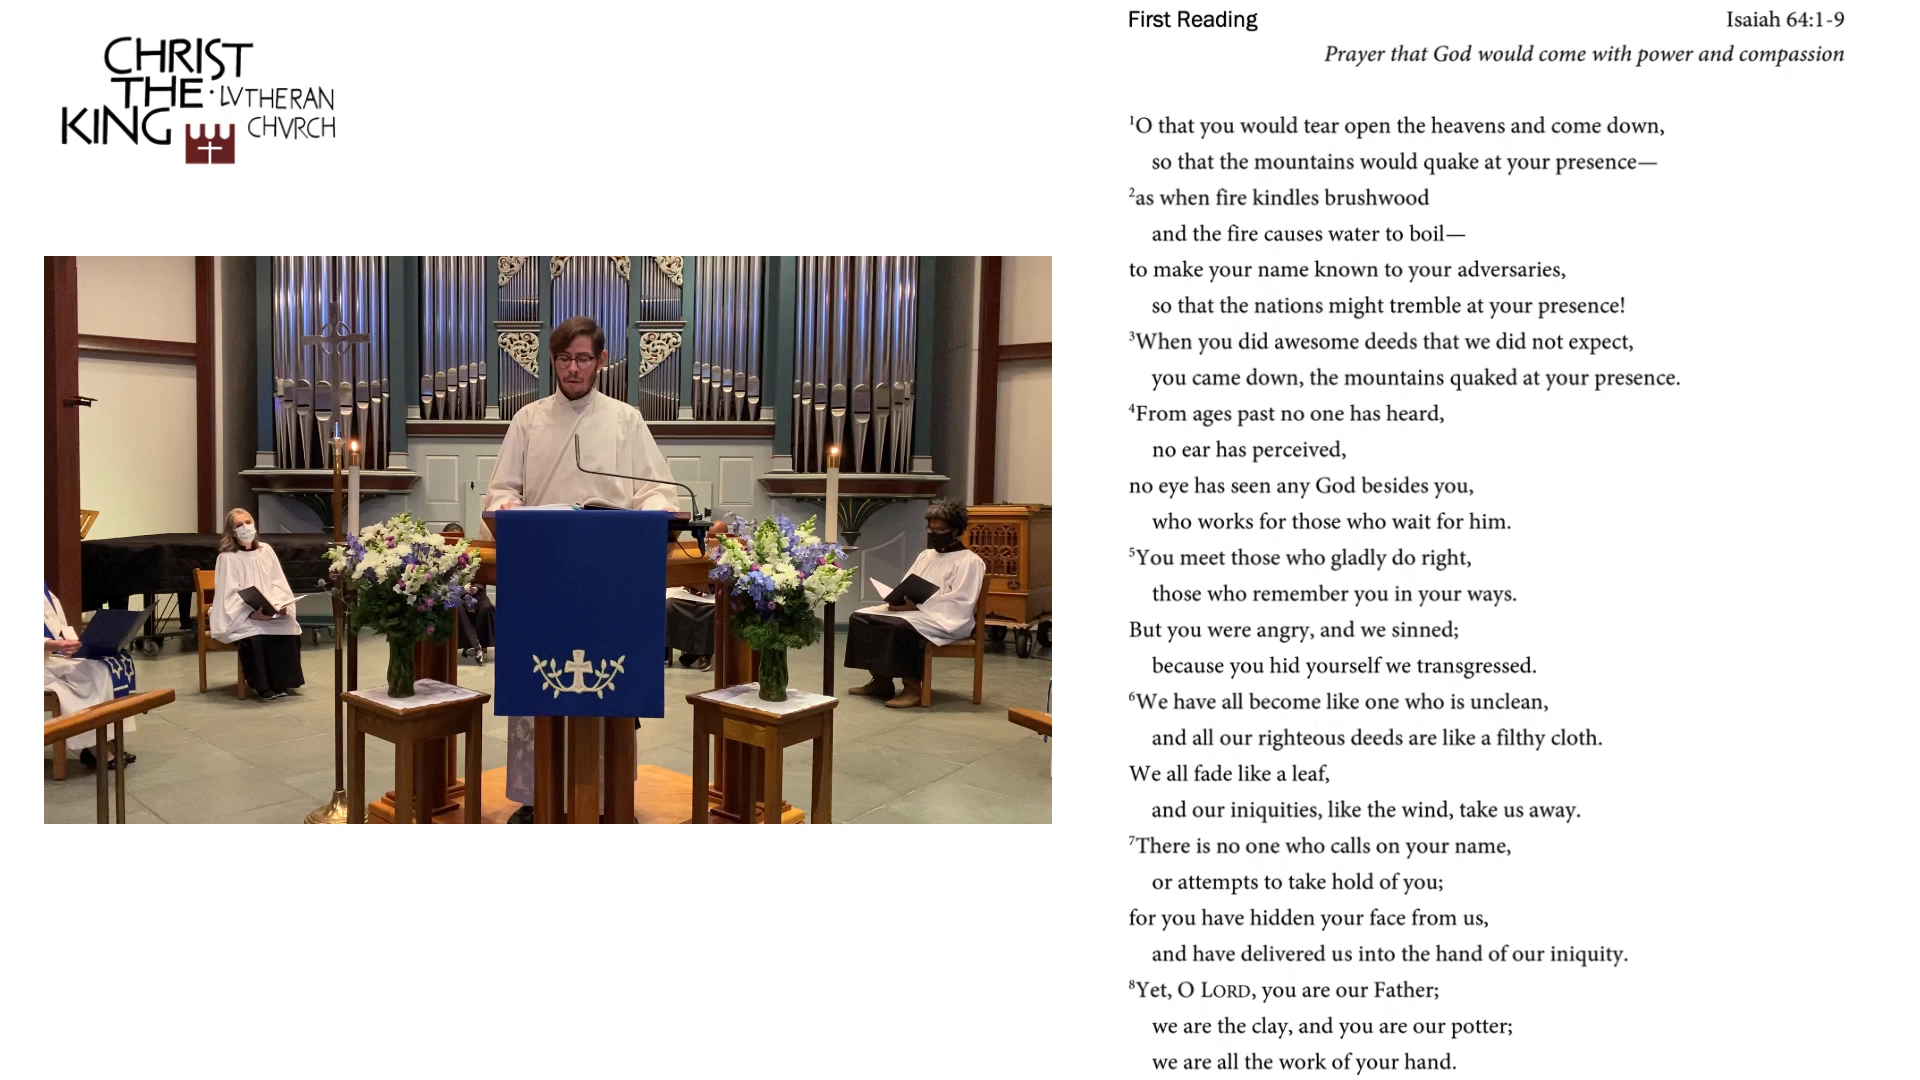 CHRIST
THE · LVTHERAN
KING CHVRCH
First Reading Isaiah 64:1-9
Prayer that God would come with power and compassion
¹O that you would tear open the heavens and come down,
so that the mountains would quake at your presence—
²as when fire kindles brushwood
and the fire causes water to boil—
to make your name known to your adversaries,
so that the nations might tremble at your presence!
³When you did awesome deeds that we did not expect,
you came down, the mountains quaked at your presence.
⁴From ages past no one has heard,
no ear has perceived,
no eye has seen any God besides you,
who works for those who wait for him.
⁵You meet those who gladly do right,
those who remember you in your ways.
But you were angry, and we sinned;
because you hid yourself we transgressed.
⁶We have all become like one who is unclean,
and all our righteous deeds are like a filthy cloth.
We all fade like a leaf,
and our iniquities, like the wind, take us away.
⁷There is no one who calls on your name,
or attempts to take hold of you;
for you have hidden your face from us,
and have delivered us into the hand of our iniquity.
⁸Yet, O LORD, you are our Father;
we are the clay, and you are our potter;
we are all the work of your hand.